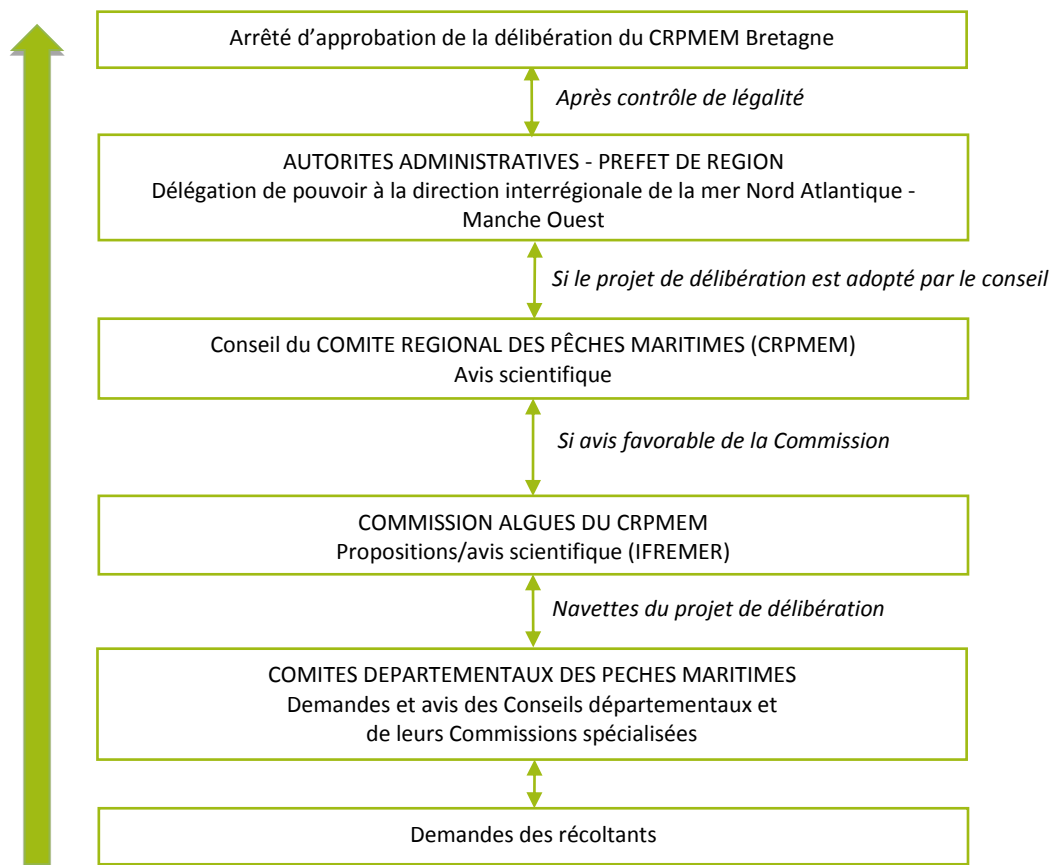 Arrêté d'approbation de la délibération du CRPMEM Bretagne
Après contrôle de légalité
AUTORITES ADMINISTRATIVES - PREFET DE REGION
Délégation de pouvoir à la direction interrégionale de la mer Nord Atlantique -
Manche Ouest
Si le projet de délibération est adopté par le conseil
Conseil du COMITE REGIONAL DES PÊCHES MARITIMES (CRPMEM)
Avis scientifique
Si avis favorable de la Commission
COMMISSION ALGUES DU CRPMEM
Propositions/avis scientifique (IFREMER)
Navettes du projet de délibération
COMITES DEPARTEMENTAUX DES PECHES MARITIMES
Demandes et avis des Conseils départementaux et
de leurs Commissions spécialisées
Demandes des récoltants